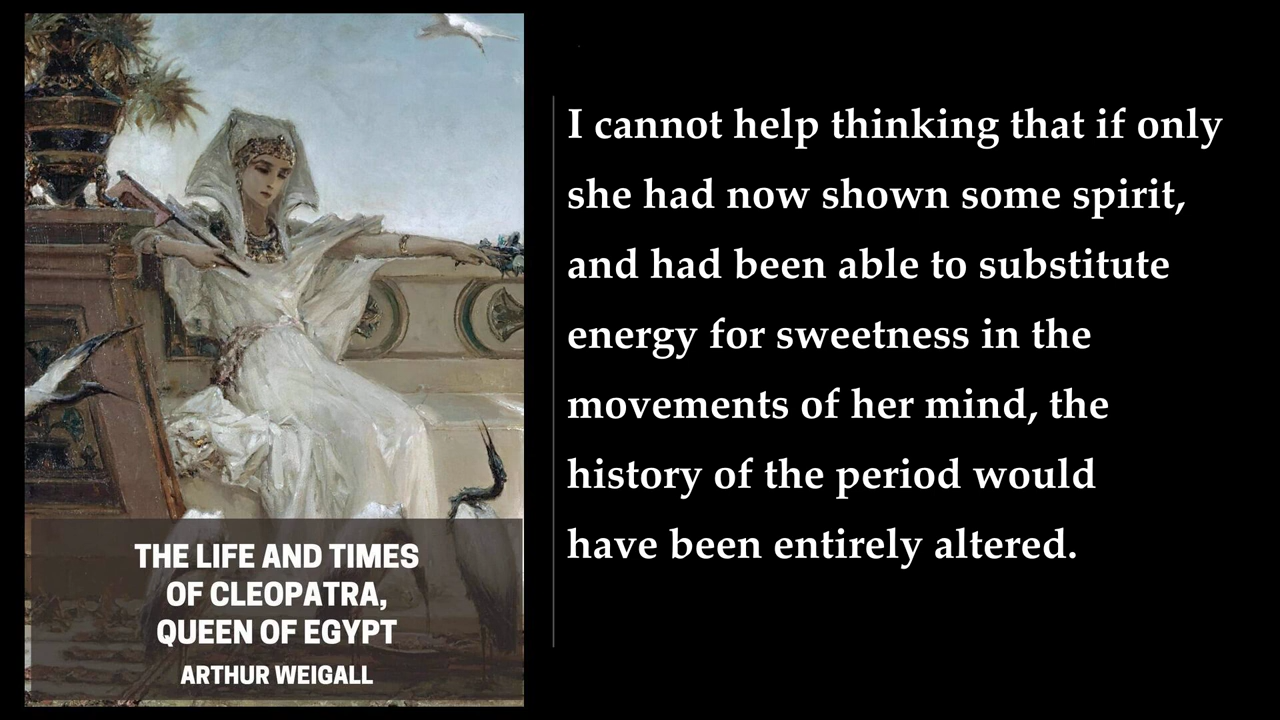 I cannot help thinking that if only
she had now shown some spirit,
and had been able to substitute
energy for sweetness in the
movements of her mind, the
history of the period would
have been entirely altered.
THE LIFE AND TIMES
OF CLEOPATRA,
QUEEN OF EGYPT
ARTHUR WEIGALL